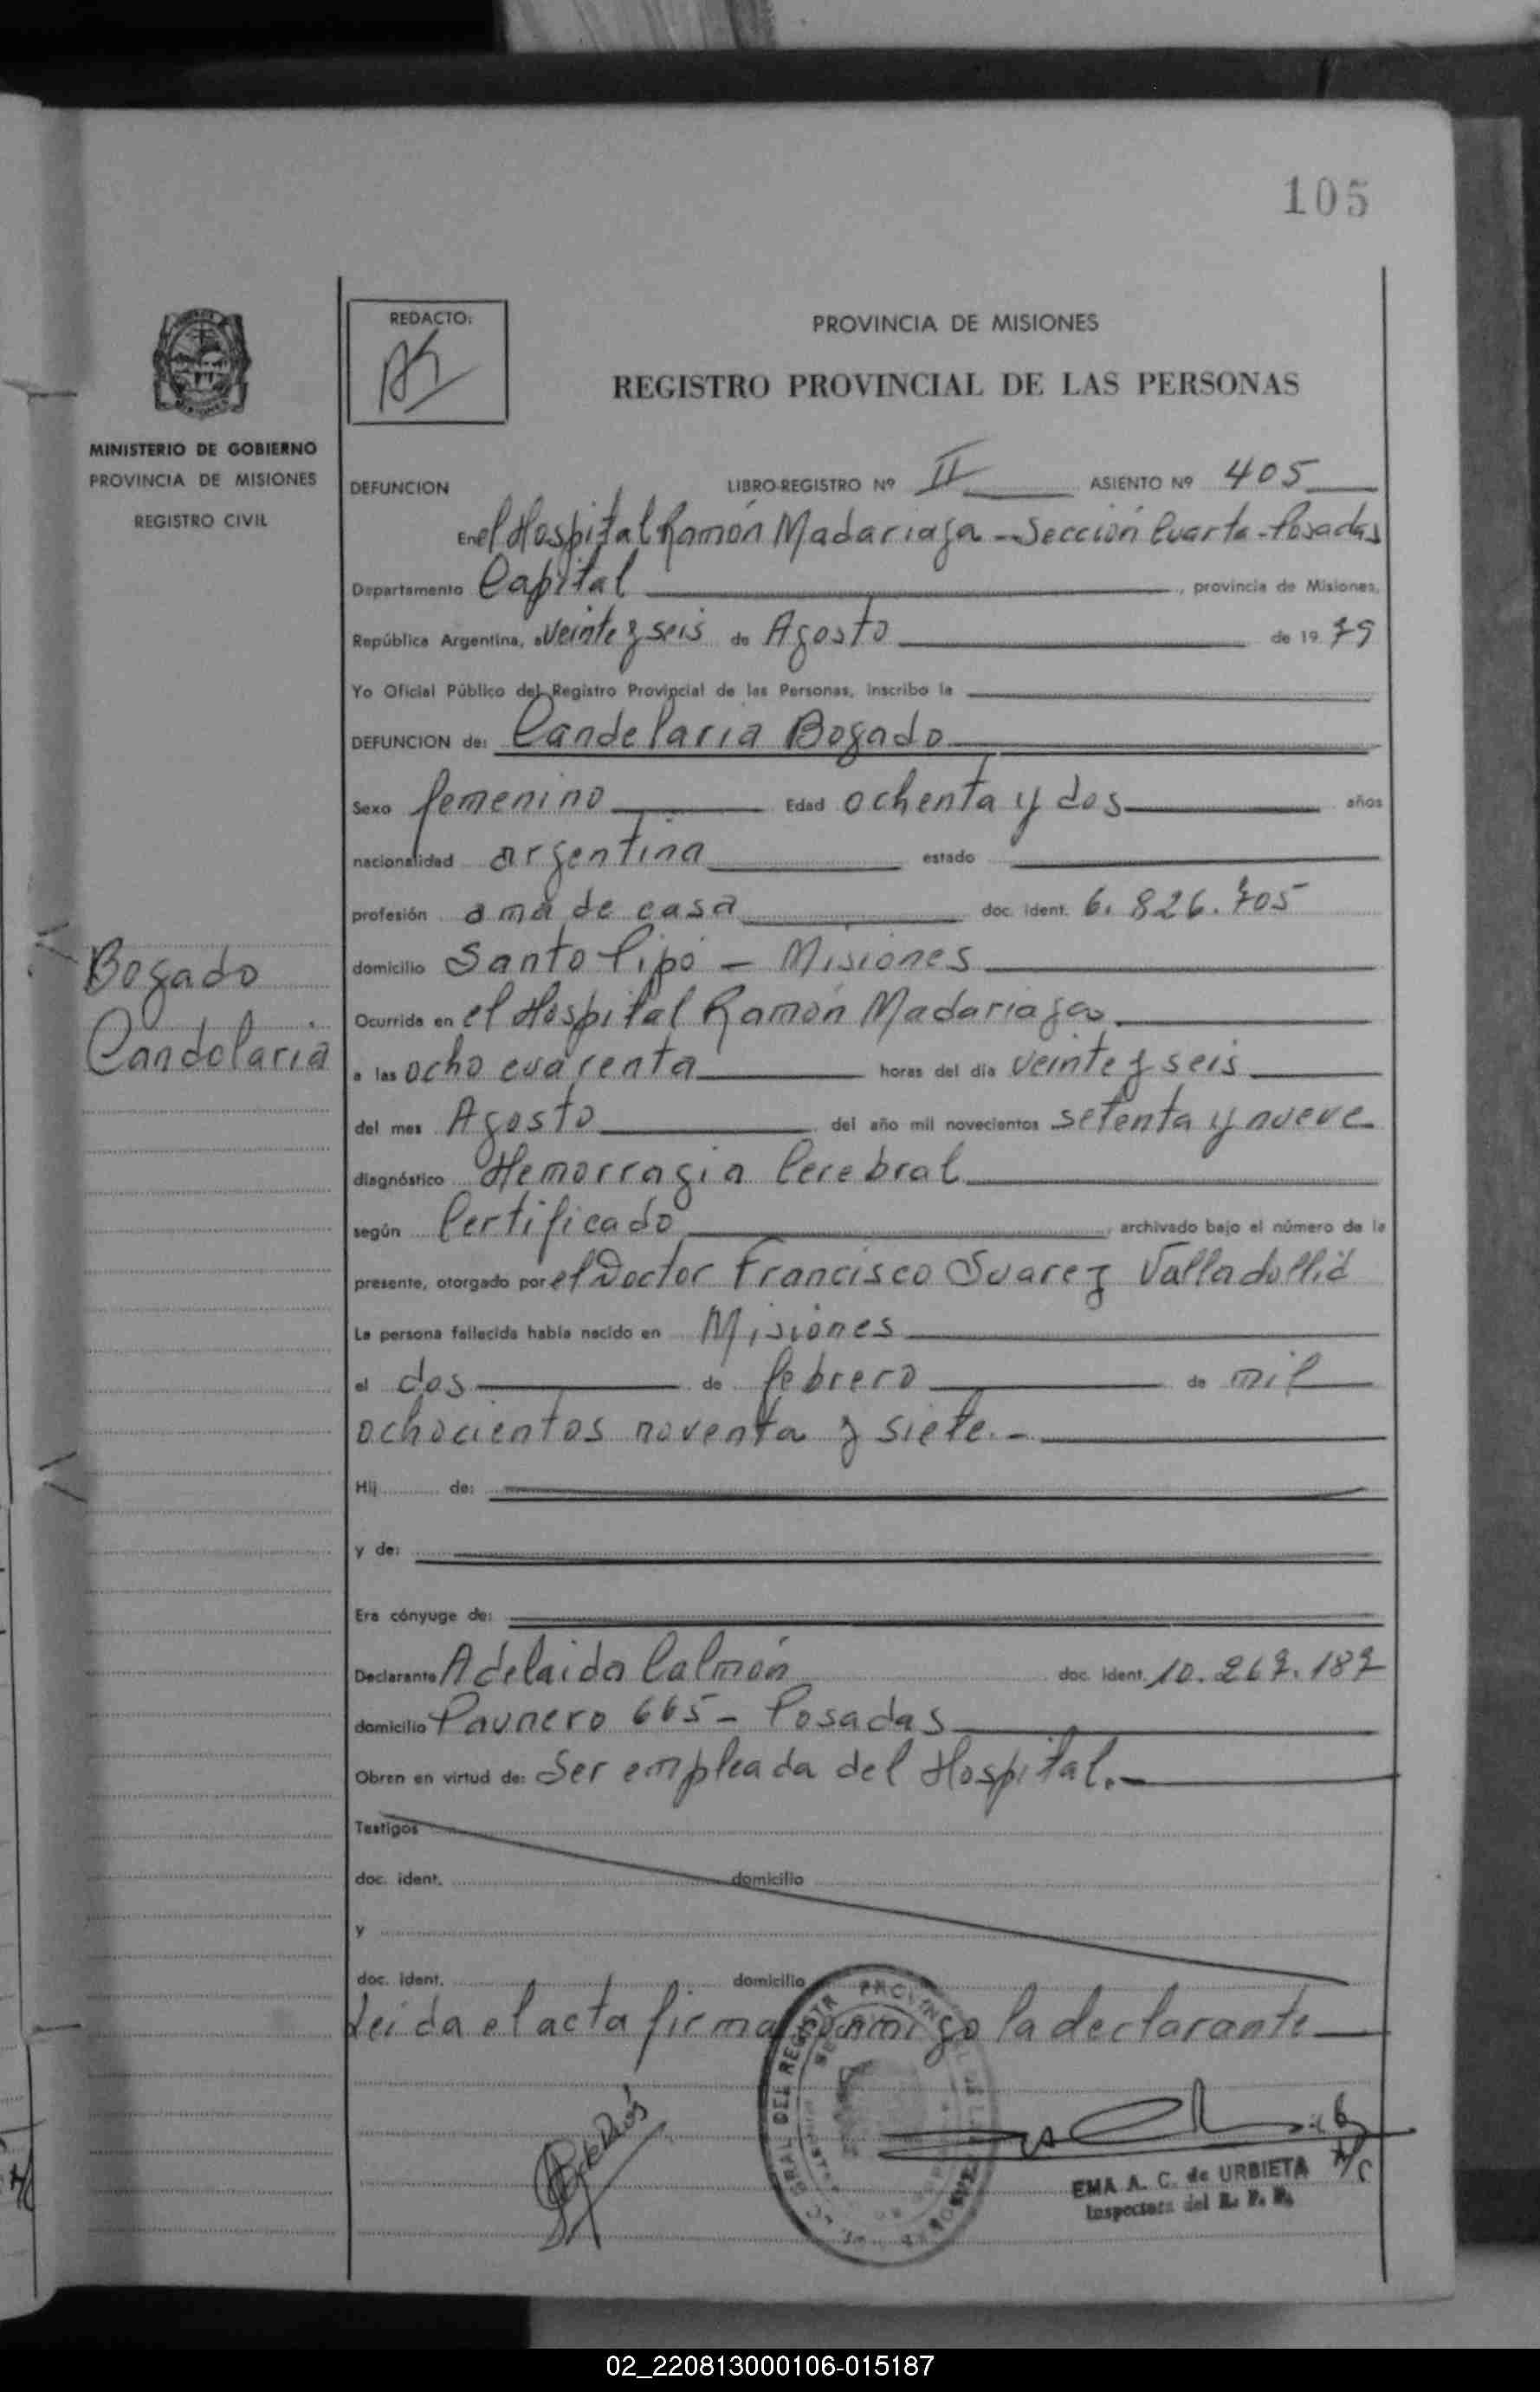 105
MINISTERIO DE GOBIERNO
PROVINCIA DE MISIONES
REGISTRO CIVIL
REDACTO:
PROVINCIA DE MISIONES
REGISTRO PROVINCIAL DE LAS PERSONAS
DEFUNCION LIBRO-REGISTRO Nº II ASIENTO Nº 405
En el Hospital Ramón Madariaga - Sección Cuarta - Posadas
Departamento Capital, provincia de Misiones,
República Argentina, a veinte y seis de Agosto de 19 79
Yo Oficial Público del Registro Provincial de las Personas, inscribo la
DEFUNCION de: Candelaria Bogado
Sexo femenino Edad ochenta y dos años
nacionalidad argentina estado
profesión ama de casa doc. ident. 6.826.705
Bogado
Candelaria
domicilio Santo Pipó - Misiones
Ocurrida en el Hospital Ramón Madariaga
a las ocho cuarenta horas del día veinte y seis
del mes Agosto del año mil novecientos setenta y nueve
diagnóstico Hemorragia Cerebral
según Certificado, archivado bajo el número de la
presente, otorgado por el Doctor Francisco Suarez Valladollid
La persona fallecida había nacido en Misiones
el dos de febrero de mil
ochocientos noventa y siete.-
Hij de:
y de:
Era cónyuge de:
Declarante Adelaida Calmón doc. ident. 10.267.187
domicilio Paunero 665 - Posadas
Obren en virtud de: Ser empleada del Hospital.-
Testigos
doc. ident. domicilio
y
doc. ident. domicilio
Leida el acta firma conmigo la declarante
EMA A. C. de URBIETA
Inspectora del R. P. P.
02_220813000106-015187